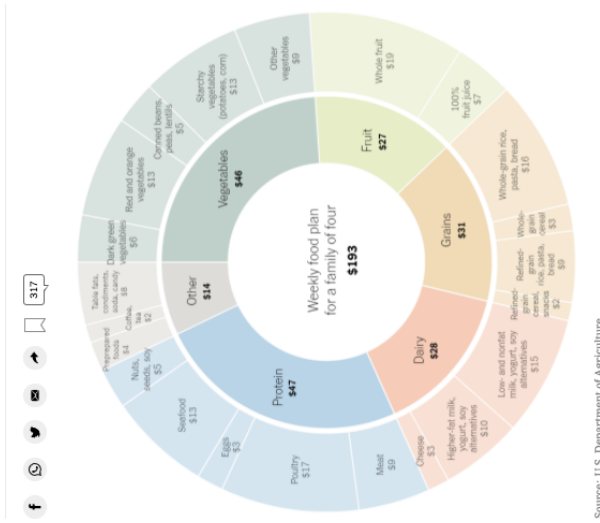 317
Weekly food plan
for a family of four
$193
Vegetables
$46
Fruit
$27
Grains
$31
Dairy
$28
Protein
$47
Other
$14
Dark green
vegetables
$6
Red and orange
vegetables
$13
Canned beans,
peas, lentils
$5
Starchy
vegetables
(potatoes, corn)
$13
Other
vegetables
$9
Whole fruit
$19
100%
fruit juice
$7
Whole-grain rice,
pasta, bread
$16
Whole-
grain
cereal
$3
Refined-
grain
rice, pasta,
bread
$9
Refined-
grain
cereal,
snacks
$2
Low- and nonfat
milk, yogurt, soy
alternatives
$15
Higher-fat milk,
yogurt, soy
alternatives
$10
Cheese
$3
Meat
$9
Poultry
$17
Eggs
$3
Seafood
$13
Nuts,
seeds, soy
$5
Preprepared
foods
$4
Coffee,
tea
$2
Table fats,
condiments,
soda, candy
$8
Source: U.S. Department of Agriculture